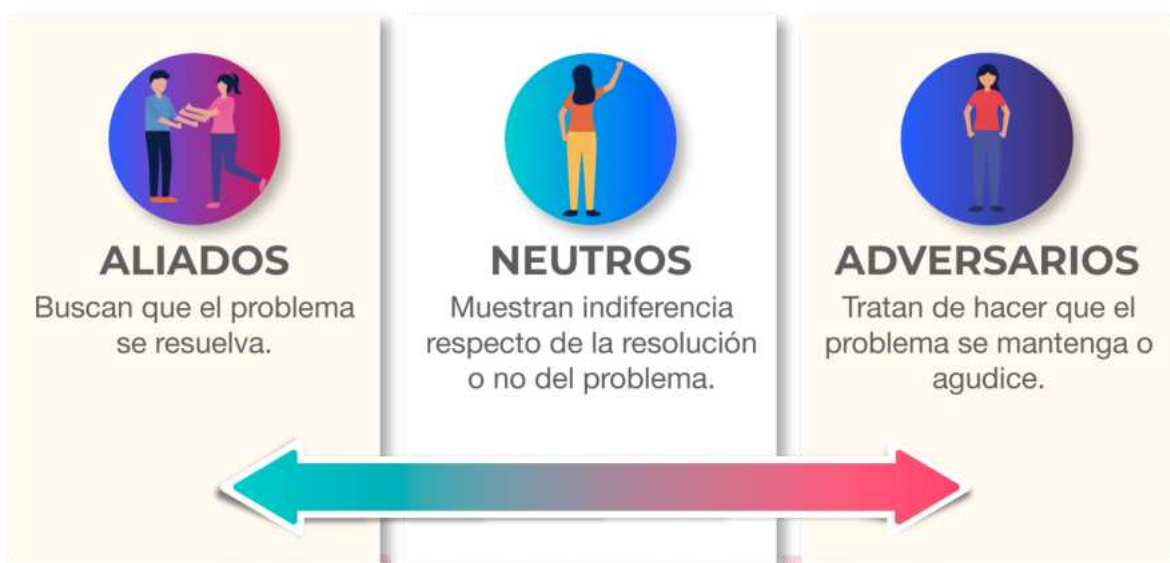 ALIADOS
Buscan que el problema
se resuelva.
NEUTROS
Muestran indiferencia
respecto de la resolución
o no del problema.
ADVERSARIOS
Tratan de hacer que el
problema se mantenga o
agudice.